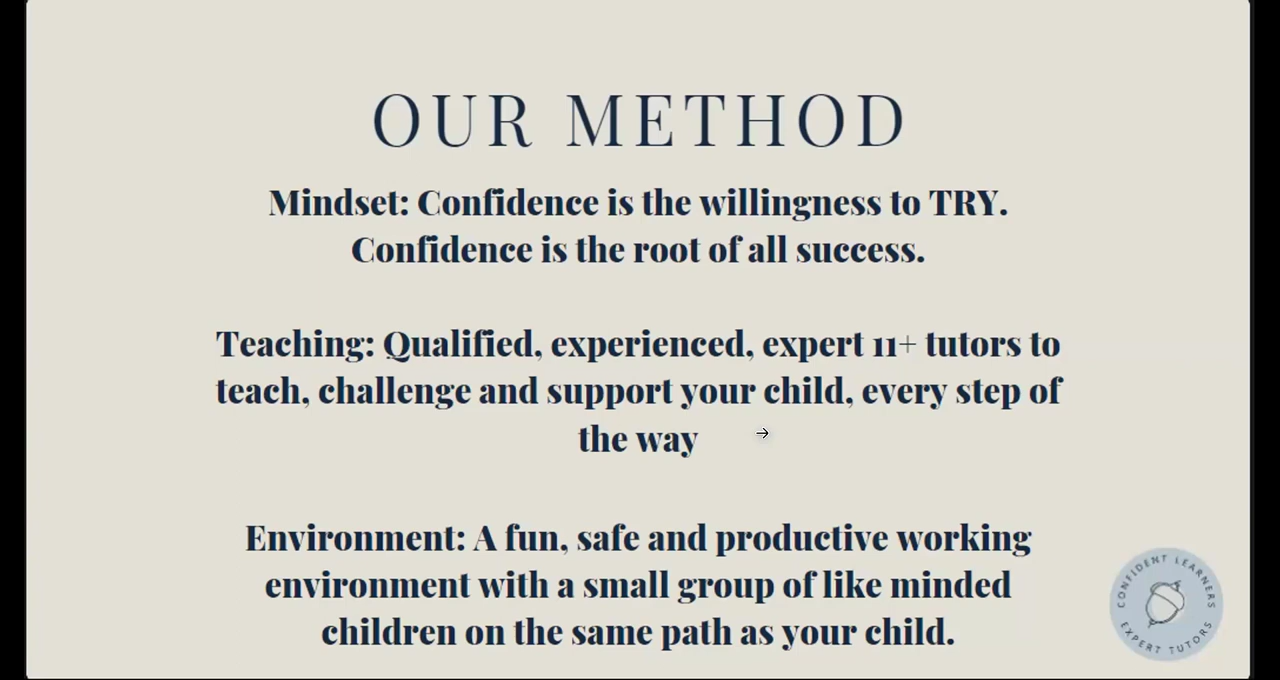 OUR METHOD
Mindset: Confidence is the willingness to TRY.
Confidence is the root of all success.
Teaching: Qualified, experienced, expert 11+ tutors to
teach, challenge and support your child, every step of
the way
Environment: A fun, safe and productive working
environment with a small group of like minded
children on the same path as your child.
CONFIDENT LEARNERS
EXPERT TUTORS